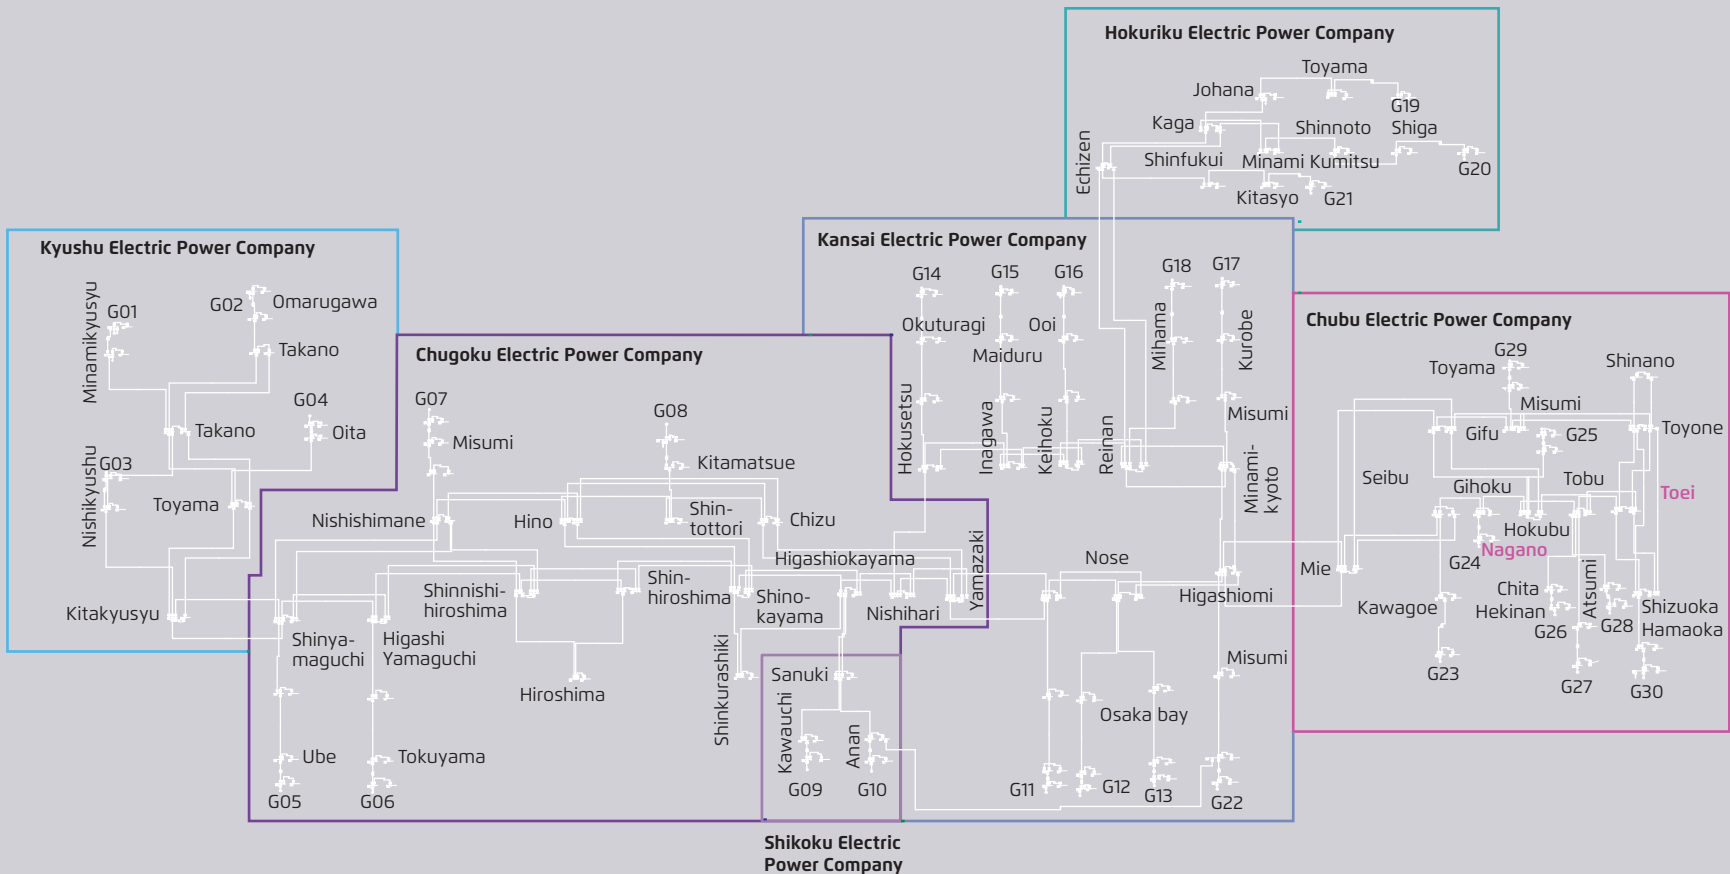 Hokuriku Electric Power Company
Toyama
Johana
G19
Kaga
Shinnoto
Shiga
Echizen
Shinfukui
Minami Kumitsu
G20
Kitasyo
G21
Kyushu Electric Power Company
Minamikyusyu
G01
G02
Omarugawa
Takano
G04
Takano
Oita
Nishikyushu
G03
Toyama
Kitakyusyu
Chugoku Electric Power Company
G07
Misumi
G08
Kitamatsue
Nishishimane
Hino
Shin-
tottori
Chizu
Higashiokayama
Yamazaki
Shinnishi-
hiroshima
Shin-
hiroshima
Shino-
kayama
Nishihari
Shinya-
maguchi
Higashi
Yamaguchi
Hiroshima
Shinkurashiki
Ube
Tokuyama
G05
G06
Sanuki
Kawauchi
Anan
G09
G10
Shikoku Electric
Power Company
Kansai Electric Power Company
G14
G15
G16
G18
G17
Okuturagi
Ooi
Maiduru
Mihama
Kurobe
Hokusetsu
Inagawa
Keihoku
Reinan
Misumi
Minami-
kyoto
Nose
Higashiomi
Misumi
Osaka bay
G11
G12
G13
G22
Chubu Electric Power Company
G29
Toyama
Shinano
Misumi
Gifu
G25
Toyone
Seibu
Gihoku
Tobu
Toei
Hokubu
G24
Nagano
Mie
Chita
Atsumi
Kawagoe
Hekinan
Shizuoka
G26
G28
Hamaoka
G23
G27
G30